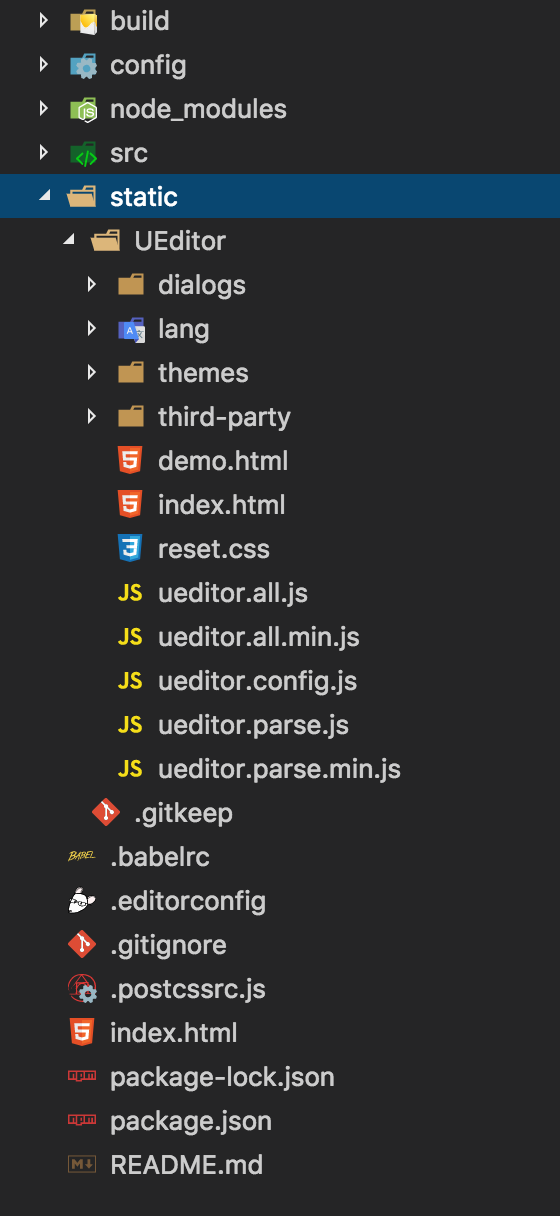 build
config
node_modules
src
static
UEditor
dialogs
lang
themes
third-party
demo.html
index.html
reset.css
JS ueditor.all.js
JS ueditor.all.min.js
JS ueditor.config.js
JS ueditor.parse.js
JS ueditor.parse.min.js
.gitkeep
BABEL .babelrc
.editorconfig
.gitignore
.postcssrc.js
index.html
package-lock.json
package.json
README.md